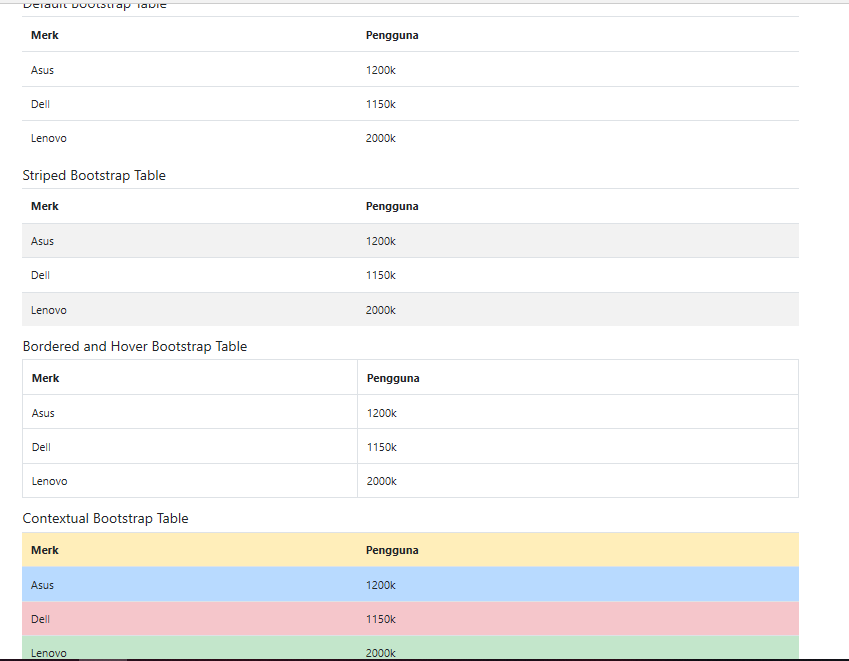 Default Bootstrap Table
Merk Pengguna
Asus 1200k
Dell 1150k
Lenovo 2000k
Striped Bootstrap Table
Merk Pengguna
Asus 1200k
Dell 1150k
Lenovo 2000k
Bordered and Hover Bootstrap Table
Merk Pengguna
Asus 1200k
Dell 1150k
Lenovo 2000k
Contextual Bootstrap Table
Merk Pengguna
Asus 1200k
Dell 1150k
Lenovo 2000k